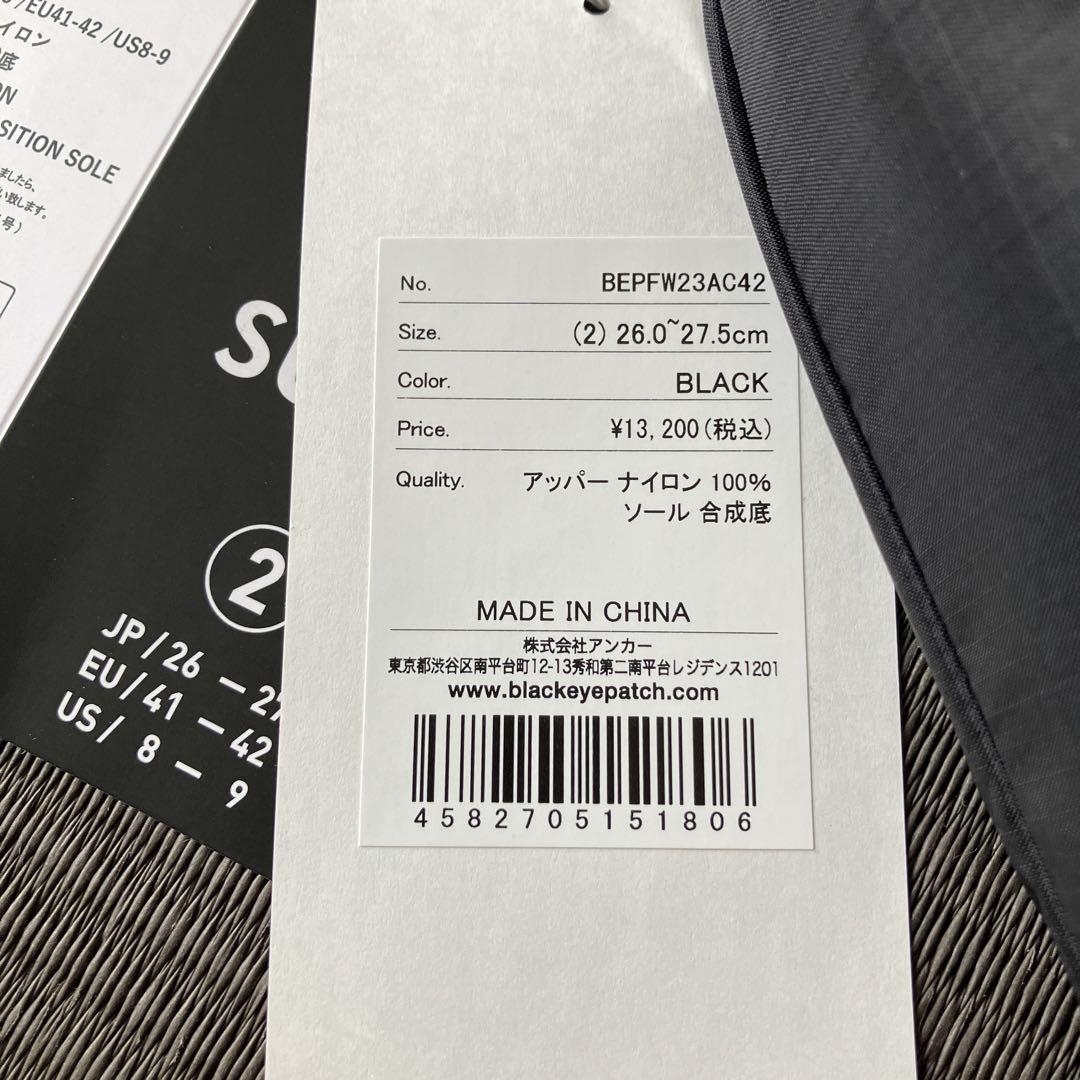 /EU41-42 /US8-9
イロン
底
ON
SITION SOLE
ましたら、
い致します。
号）
2
JP / 26 – 27
EU / 41 – 42
US / 8 – 9
No. BEPFW23AC42
Size. (2) 26.0~27.5cm
Color. BLACK
Price. ¥13,200(税込)
Quality. アッパー ナイロン 100%
ソール 合成底
MADE IN CHINA
株式会社アンカー
東京都渋谷区南平台町12-13秀和第二南平台レジデンス1201
www.blackeyepatch.com
4582705151806